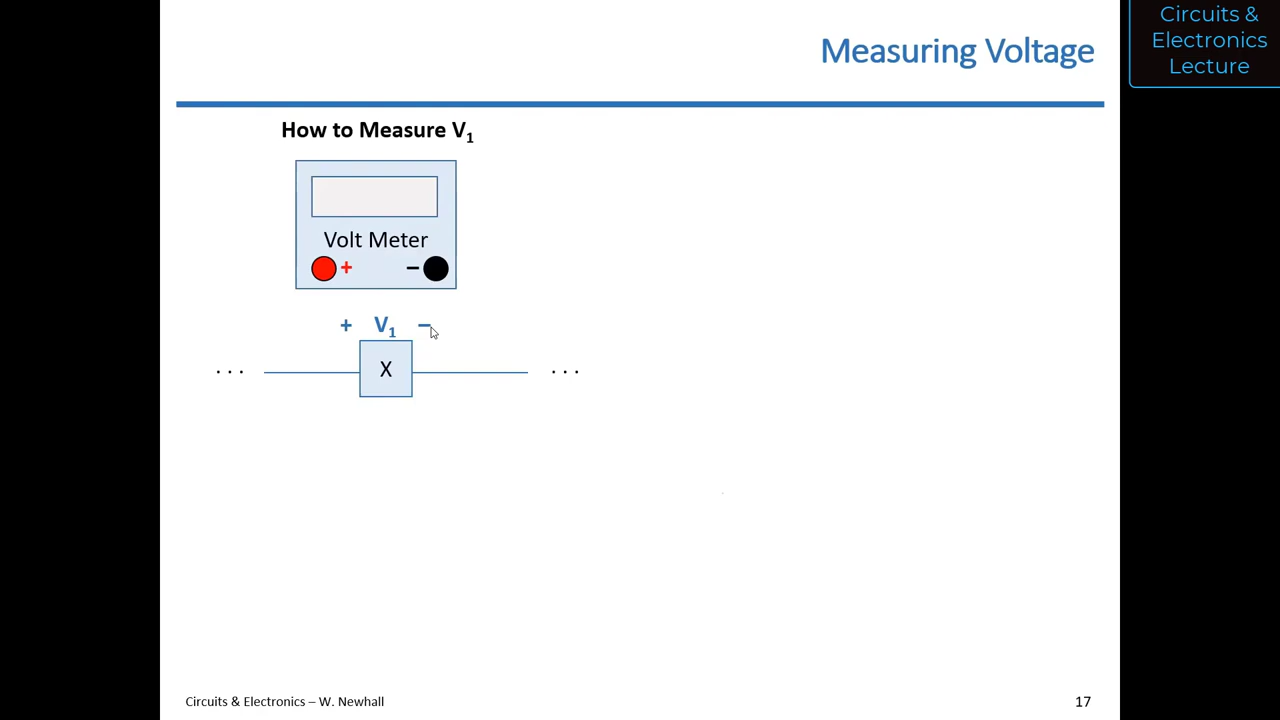 Circuits &
Electronics
Lecture
Measuring Voltage
How to Measure V₁
Volt Meter
+ −
+ V₁ −
. . . X . . .
Circuits & Electronics – W. Newhall
17